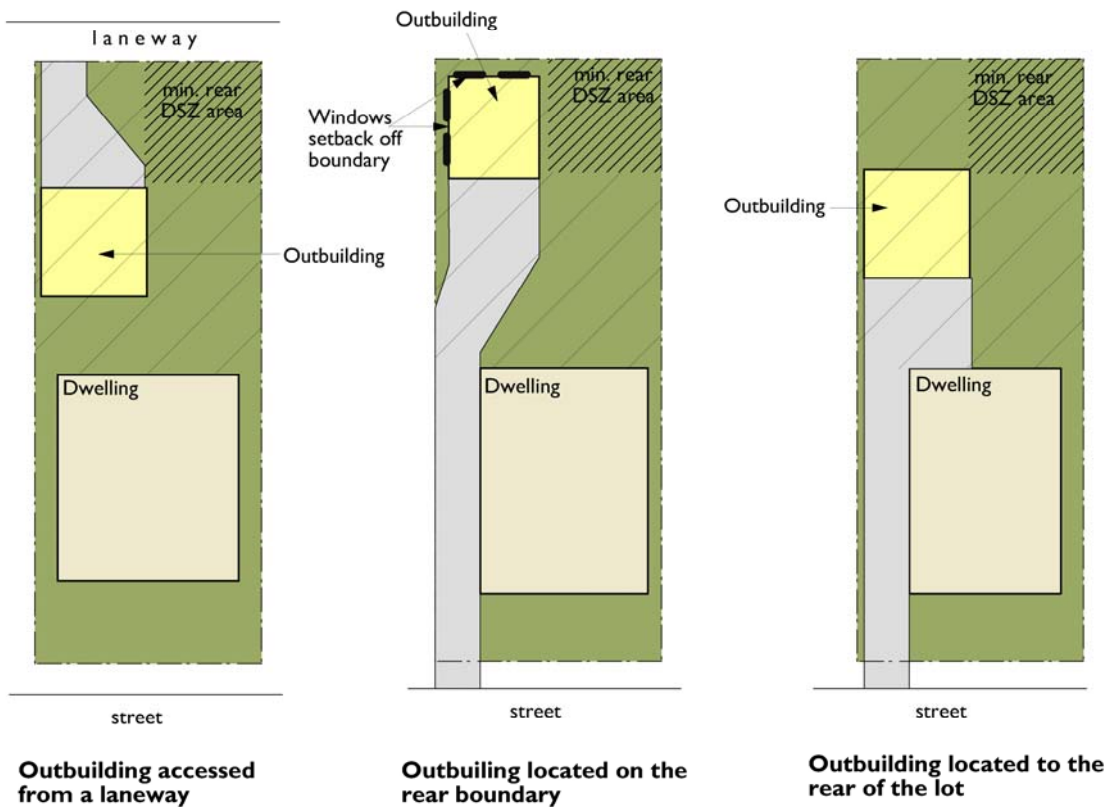 laneway
min. rear
DSZ area
Outbuilding
Dwelling
street
Outbuilding accessed
from a laneway
Outbuilding
min. rear
DSZ area
Windows
setback off
boundary
Dwelling
street
Outbuiling located on the
rear boundary
min. rear
DSZ area
Outbuilding
Dwelling
street
Outbuilding located to the
rear of the lot